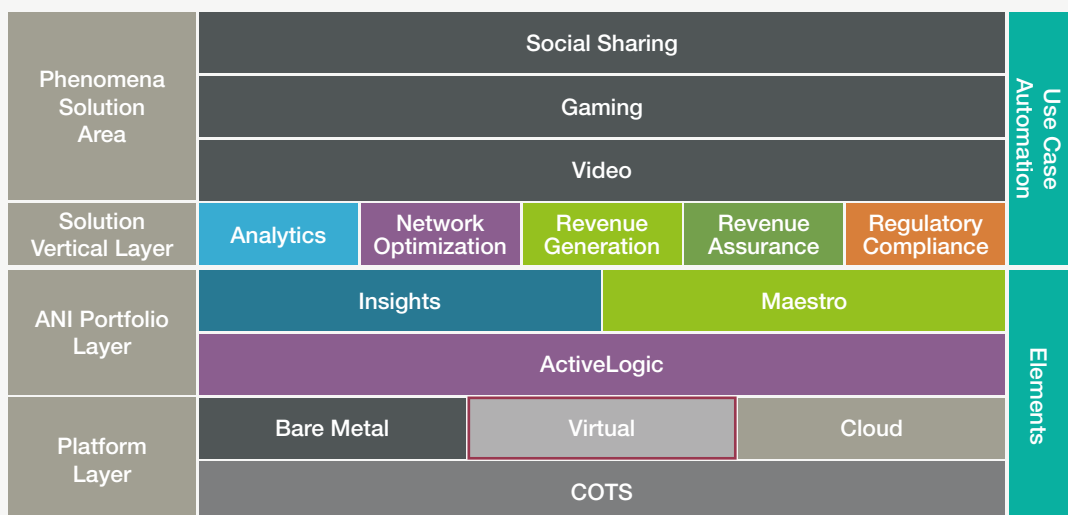 Phenomena
Solution
Area
Social Sharing
Gaming
Video
Use Case
Automation
Solution
Vertical Layer
Analytics
Network
Optimization
Revenue
Generation
Revenue
Assurance
Regulatory
Compliance
ANI Portfolio
Layer
Insights
Maestro
ActiveLogic
Elements
Platform
Layer
Bare Metal
Virtual
Cloud
COTS